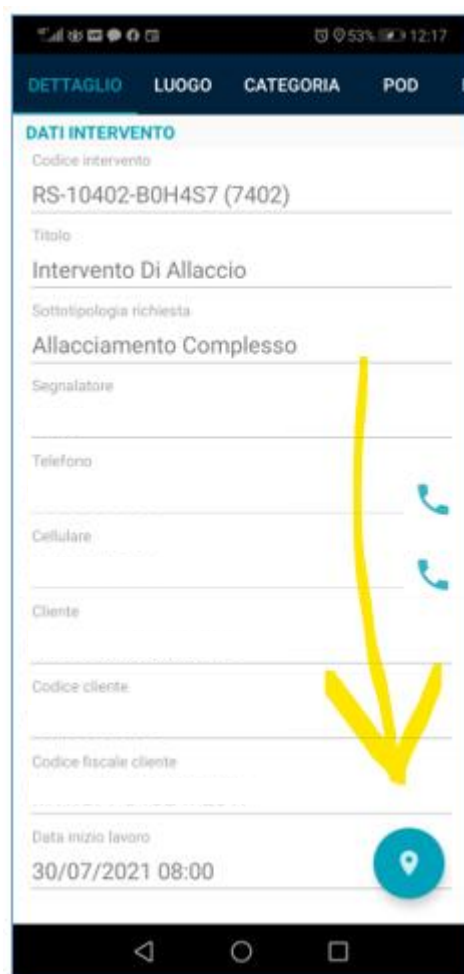 53% 12:17
DETTAGLIO LUOGO CATEGORIA POD
DATI INTERVENTO
Codice intervento
RS-10402-B0H4S7 (7402)
Titolo
Intervento Di Allaccio
Sottotipologia richiesta
Allacciamento Complesso
Segnalatore
Telefono
Cellulare
Cliente
Codice cliente
Codice fiscale cliente
Data inizio lavoro
30/07/2021 08:00